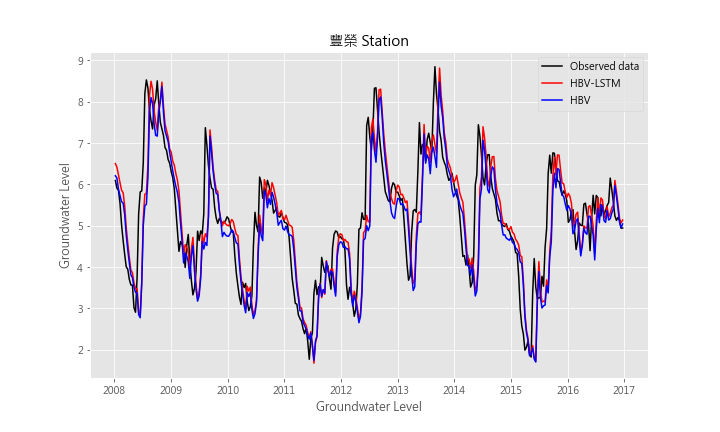 豐榮 Station
Observed data
HBV-LSTM
HBV
Groundwater Level
9
8
7
6
5
4
3
2
2008 2009 2010 2011 2012 2013 2014 2015 2016 2017
Groundwater Level